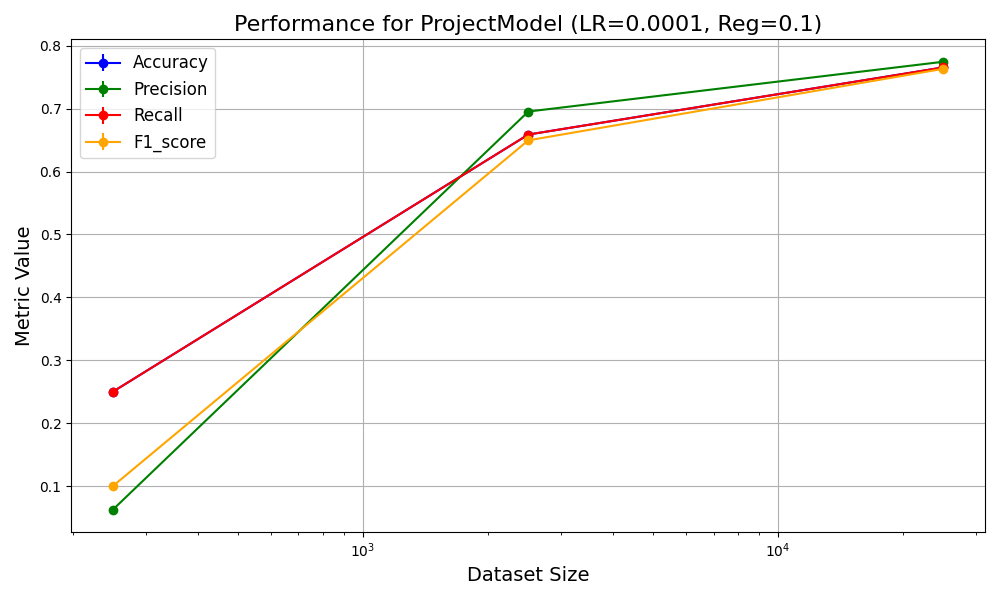 Performance for ProjectModel (LR=0.0001, Reg=0.1)
Accuracy
Precision
Recall
F1_score
Metric Value
0.8
0.7
0.6
0.5
0.4
0.3
0.2
0.1
10³
10⁴
Dataset Size